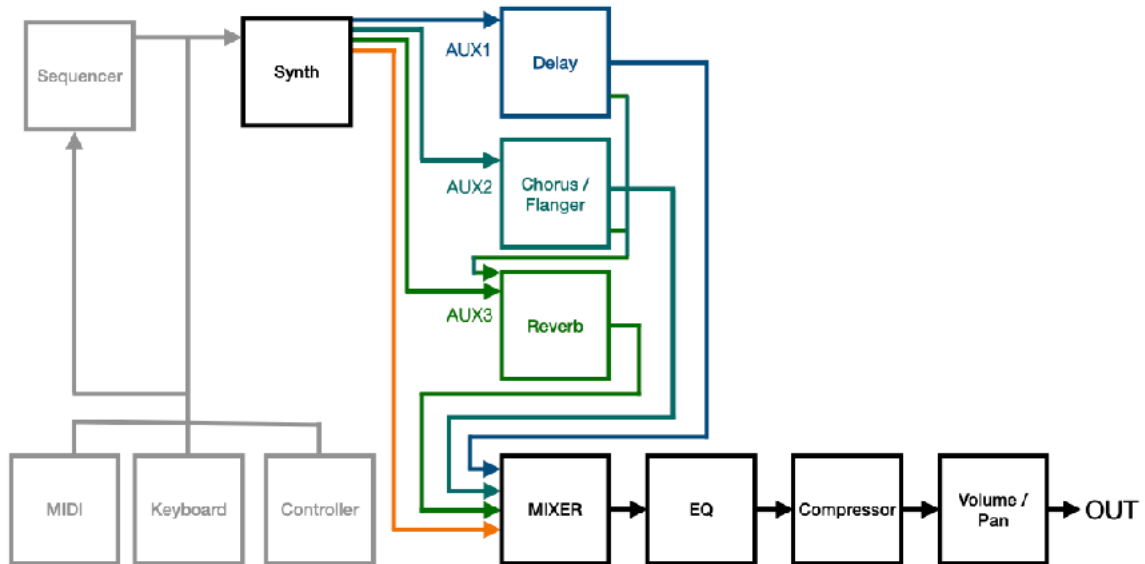 Sequencer
Synth
AUX1
Delay
AUX2
Chorus /
Flanger
AUX3
Reverb
MIDI
Keyboard
Controller
MIXER
EQ
Compressor
Volume /
Pan
OUT